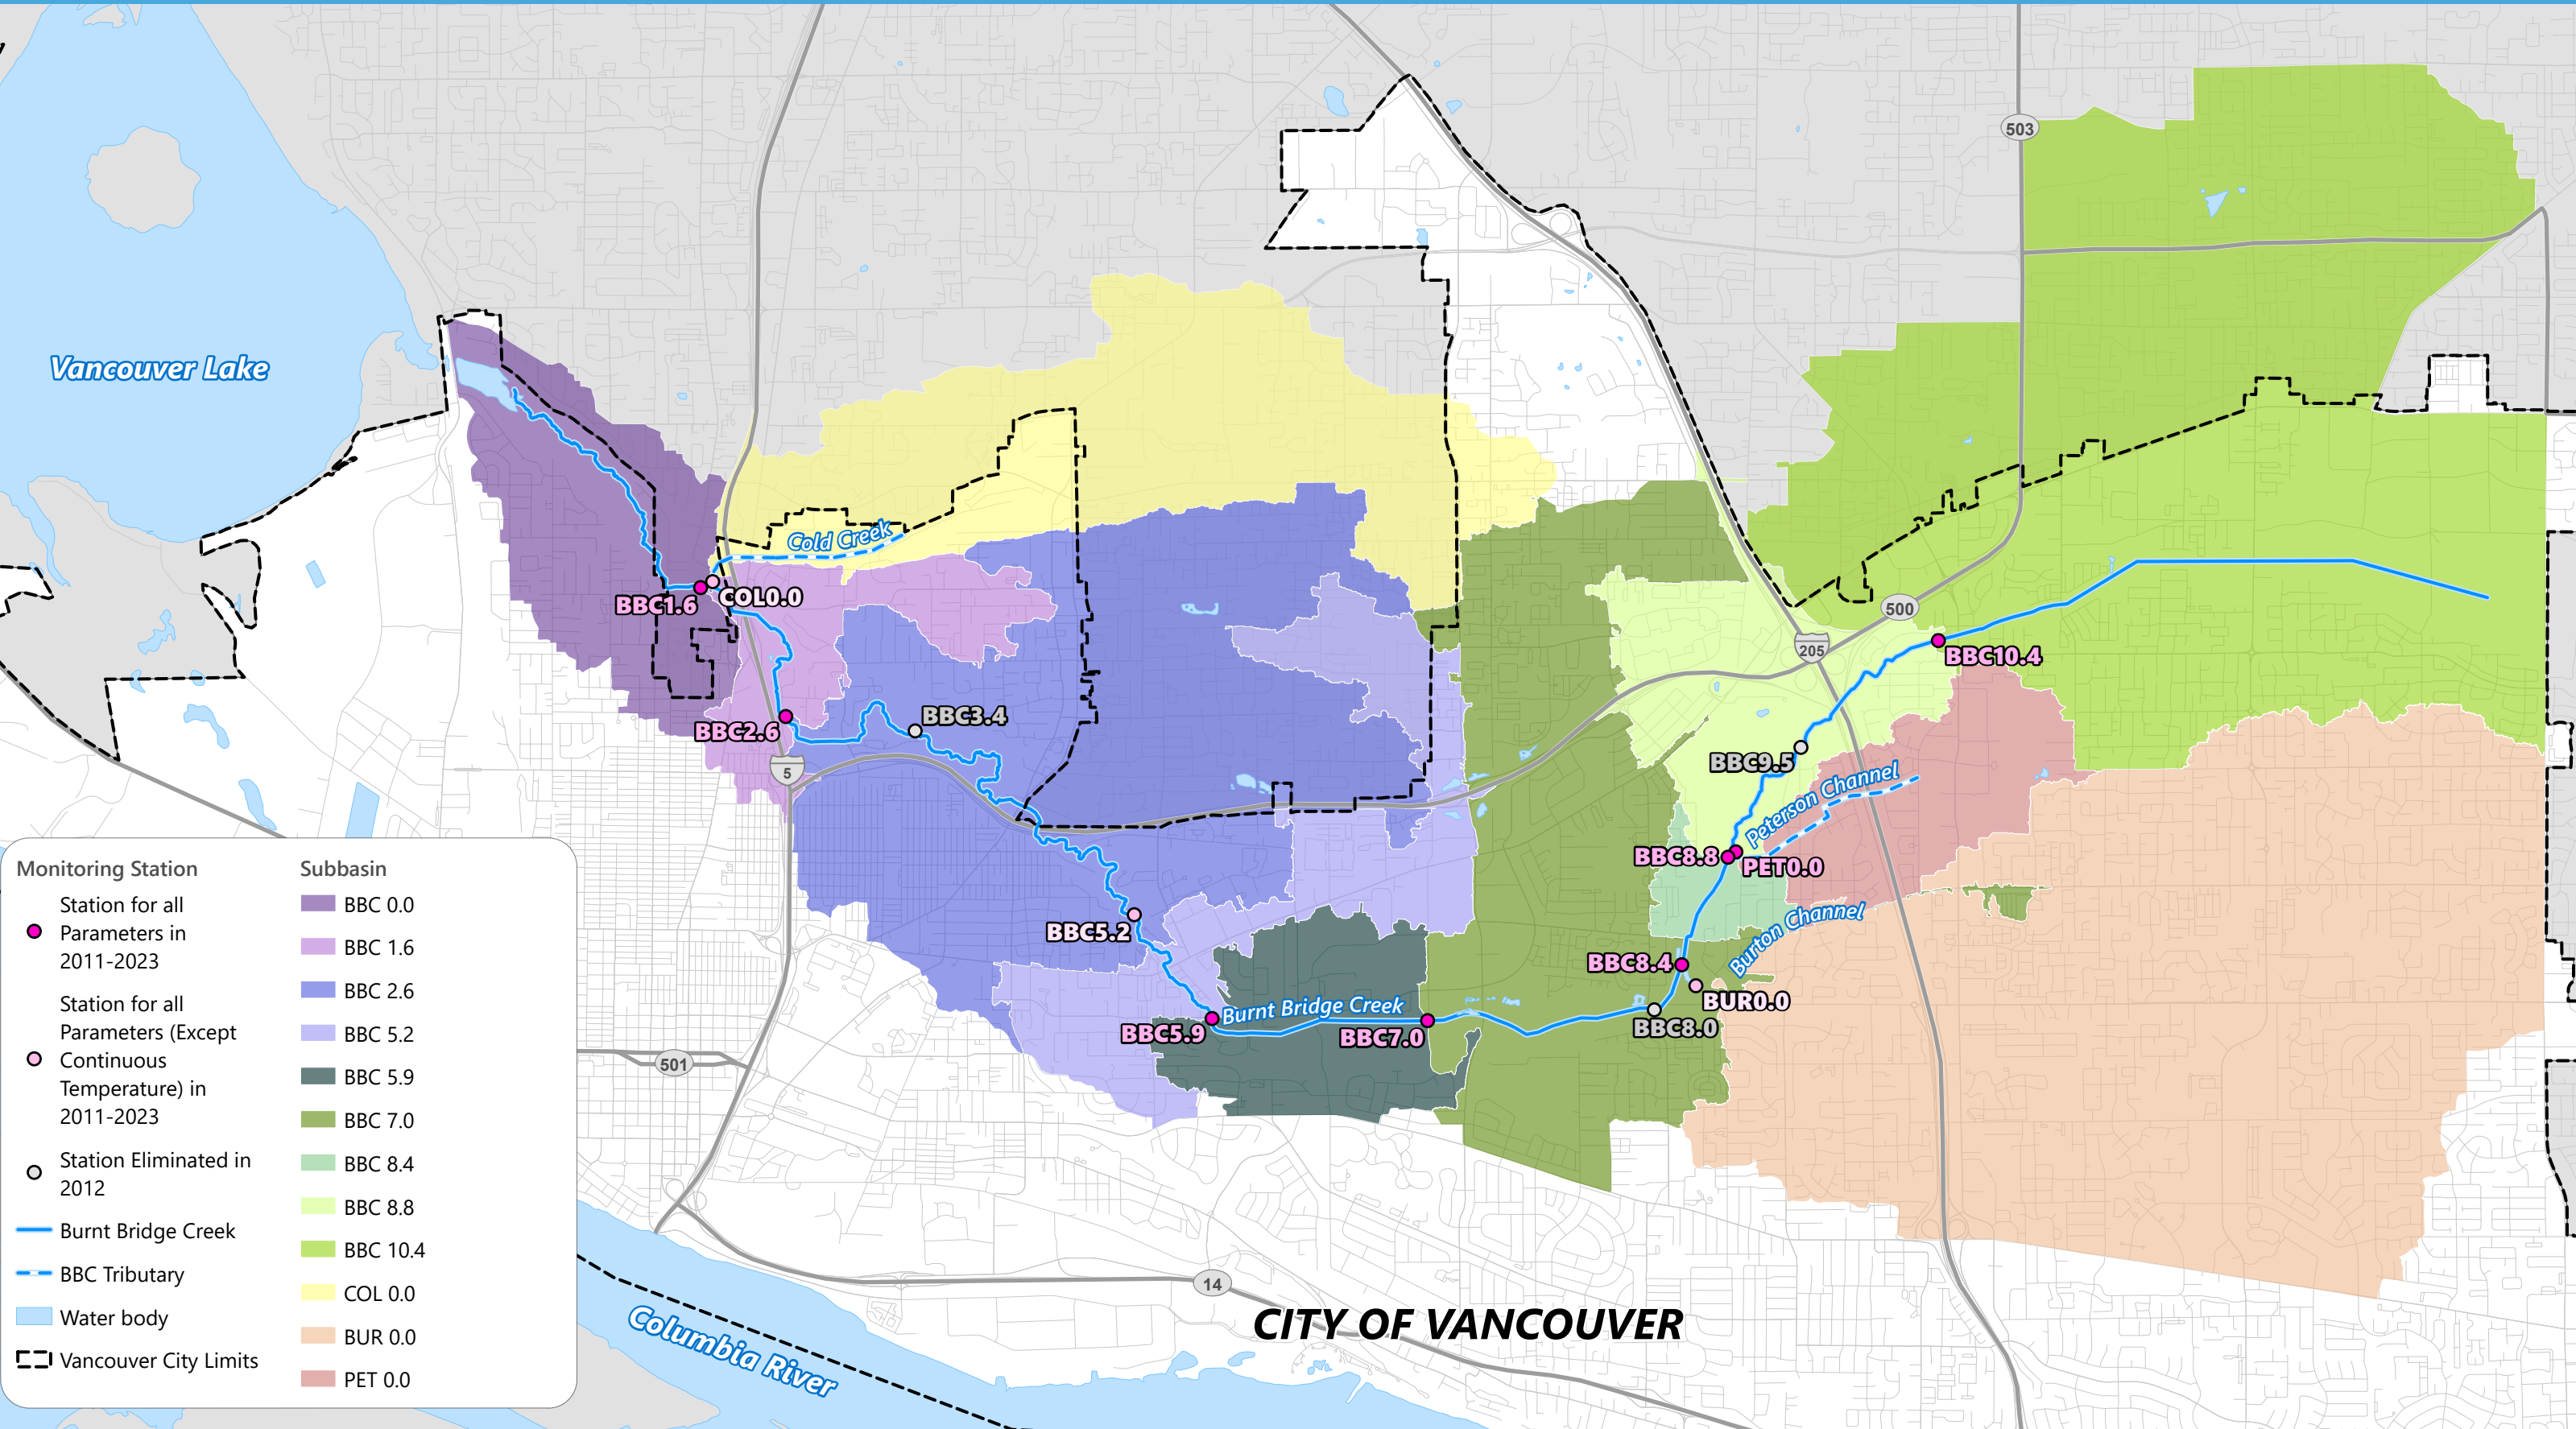 503
Vancouver Lake
Cold Creek
COL0.0
BBC1.6
500
205
BBC10.4
BBC3.4
BBC2.6
5
BBC9.5
Peterson Channel
BBC8.8
PET0.0
Burton Channel
BBC5.2
BBC8.4
BUR0.0
Burnt Bridge Creek
BBC8.0
BBC5.9
BBC7.0
501
14
CITY OF VANCOUVER
Columbia River
Monitoring Station
Station for all
Parameters in
2011-2023
Station for all
Parameters (Except
Continuous
Temperature) in
2011-2023
Station Eliminated in
2012
Burnt Bridge Creek
BBC Tributary
Water body
Vancouver City Limits
Subbasin
BBC 0.0
BBC 1.6
BBC 2.6
BBC 5.2
BBC 5.9
BBC 7.0
BBC 8.4
BBC 8.8
BBC 10.4
COL 0.0
BUR 0.0
PET 0.0